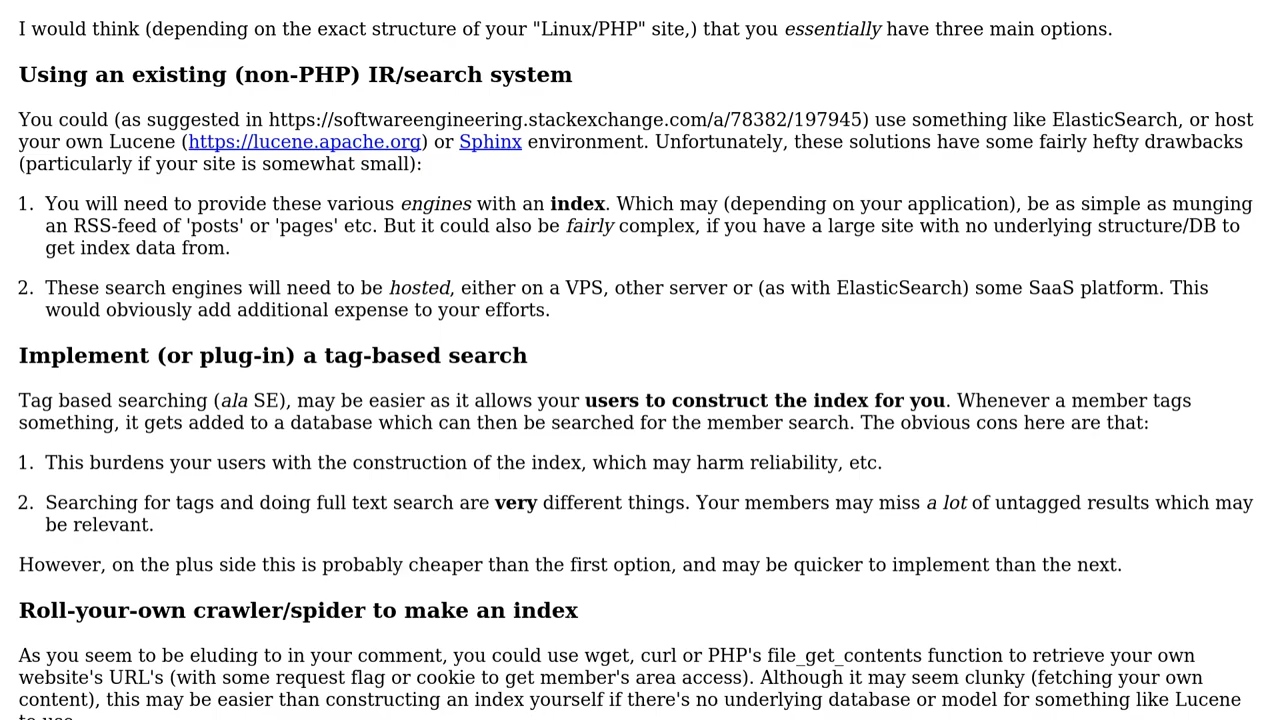 I would think (depending on the exact structure of your "Linux/PHP" site,) that you essentially have three main options.
Using an existing (non-PHP) IR/search system
You could (as suggested in https://softwareengineering.stackexchange.com/a/78382/197945) use something like ElasticSearch, or host
your own Lucene (https://lucene.apache.org) or Sphinx environment. Unfortunately, these solutions have some fairly hefty drawbacks
(particularly if your site is somewhat small):
1. You will need to provide these various engines with an index. Which may (depending on your application), be as simple as munging
an RSS-feed of 'posts' or 'pages' etc. But it could also be fairly complex, if you have a large site with no underlying structure/DB to
get index data from.
2. These search engines will need to be hosted, either on a VPS, other server or (as with ElasticSearch) some SaaS platform. This
would obviously add additional expense to your efforts.
Implement (or plug-in) a tag-based search
Tag based searching (ala SE), may be easier as it allows your users to construct the index for you. Whenever a member tags
something, it gets added to a database which can then be searched for the member search. The obvious cons here are that:
1. This burdens your users with the construction of the index, which may harm reliability, etc.
2. Searching for tags and doing full text search are very different things. Your members may miss a lot of untagged results which may
be relevant.
However, on the plus side this is probably cheaper than the first option, and may be quicker to implement than the next.
Roll-your-own crawler/spider to make an index
As you seem to be eluding to in your comment, you could use wget, curl or PHP's file_get_contents function to retrieve your own
website's URL's (with some request flag or cookie to get member's area access). Although it may seem clunky (fetching your own
content), this may be easier than constructing an index yourself if there's no underlying database or model for something like Lucene